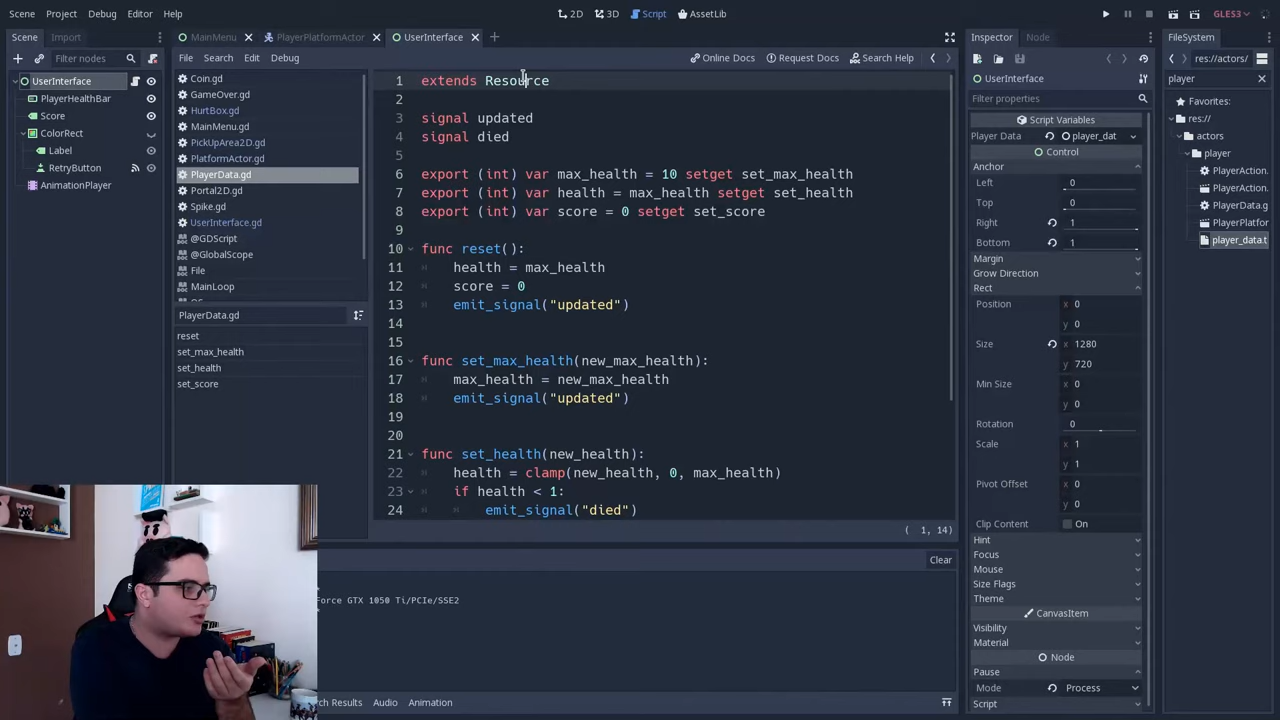 Scene Project Debug Editor Help
2D 3D Script AssetLib
GLES3
Scene Import
MainMenu PlayerPlatformActor UserInterface
Inspector Node
FileSystem
Filter nodes
File Search Edit Debug
Online Docs Search Help
res://actors/
UserInterface
PlayerHealthBar
Score
ColorRect
Label
RetryButton
AnimationPlayer
Coin.gd
GameOver.gd
HurtBox.gd
MainMenu.gd
PickUpArea2D.gd
PlatformActor.gd
PlayerData.gd
Portal2D.gd
Spike.gd
UserInterface.gd
@GDScript
@GlobalScope
File
MainLoop
PlayerData.gd
reset
set_max_health
set_health
set_score
1 extends Resource
2
3 signal updated
4 signal died
5
6 export (int) var max_health = 10 setget set_max_health
7 export (int) var health = max_health setget set_health
8 export (int) var score = 0 setget set_score
9
10 func reset():
11 health = max_health
12 score = 0
13 emit_signal("updated")
14
15
16 func set_max_health(new_max_health):
17 max_health = new_max_health
18 emit_signal("updated")
19
20
21 func set_health(new_health):
22 health = clamp(new_health, 0, max_health)
23 if health < 1:
24 emit_signal("died")
( 1, 14)
Clear
Force GTX 1050 Ti/PCIe/SSE2
Audio Animation
UserInterface
Filter properties
Script Variables
Player Data player_dat
Control
Anchor
Left 0
Top 0
Right 1
Bottom 1
Margin
Grow Direction
Rect
Position x 0
y 0
Size x 1280
y 720
Min Size x 0
y 0
Rotation 0
Scale x 1
y 1
Pivot Offset x 0
y 0
Clip Content On
Hint
Focus
Mouse
Size Flags
Theme
CanvasItem
Visibility
Material
Node
Pause
Mode Process
Script
player
Favorites:
res://
actors
player
PlayerAction.
PlayerAction.
PlayerData.g
PlayerPlatfor
player_data.t